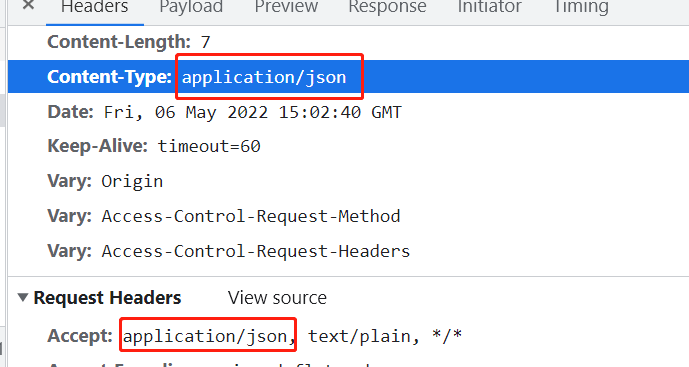 Headers Payload Preview Response Initiator Timing
Content-Length: 7
Content-Type: application/json
Date: Fri, 06 May 2022 15:02:40 GMT
Keep-Alive: timeout=60
Vary: Origin
Vary: Access-Control-Request-Method
Vary: Access-Control-Request-Headers
Request Headers View source
Accept: application/json, text/plain, */*